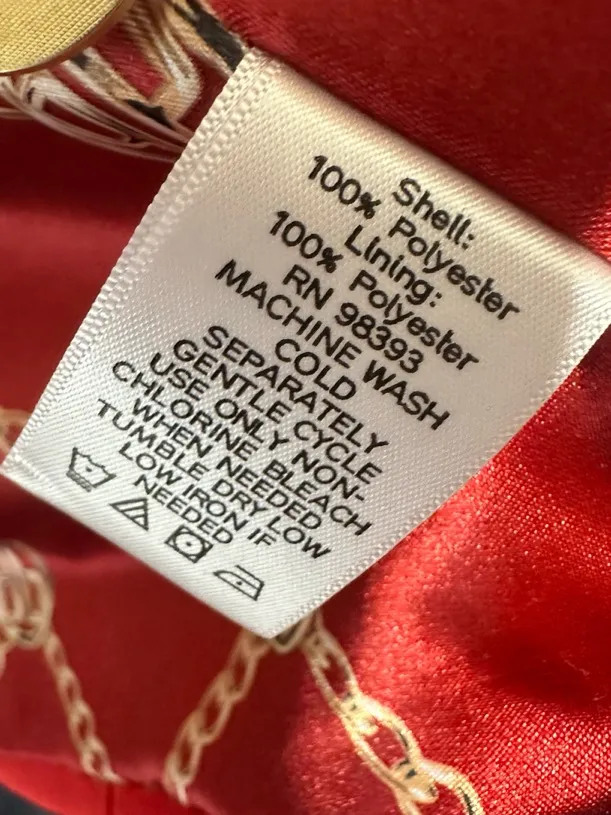 Shell:
100% Polyester
Lining:
100% Polyester
RN 98393
MACHINE WASH
COLD
SEPARATELY
GENTLE CYCLE
USE ONLY NON-
CHLORINE BLEACH
WHEN NEEDED
TUMBLE DRY LOW
LOW IRON IF
NEEDED